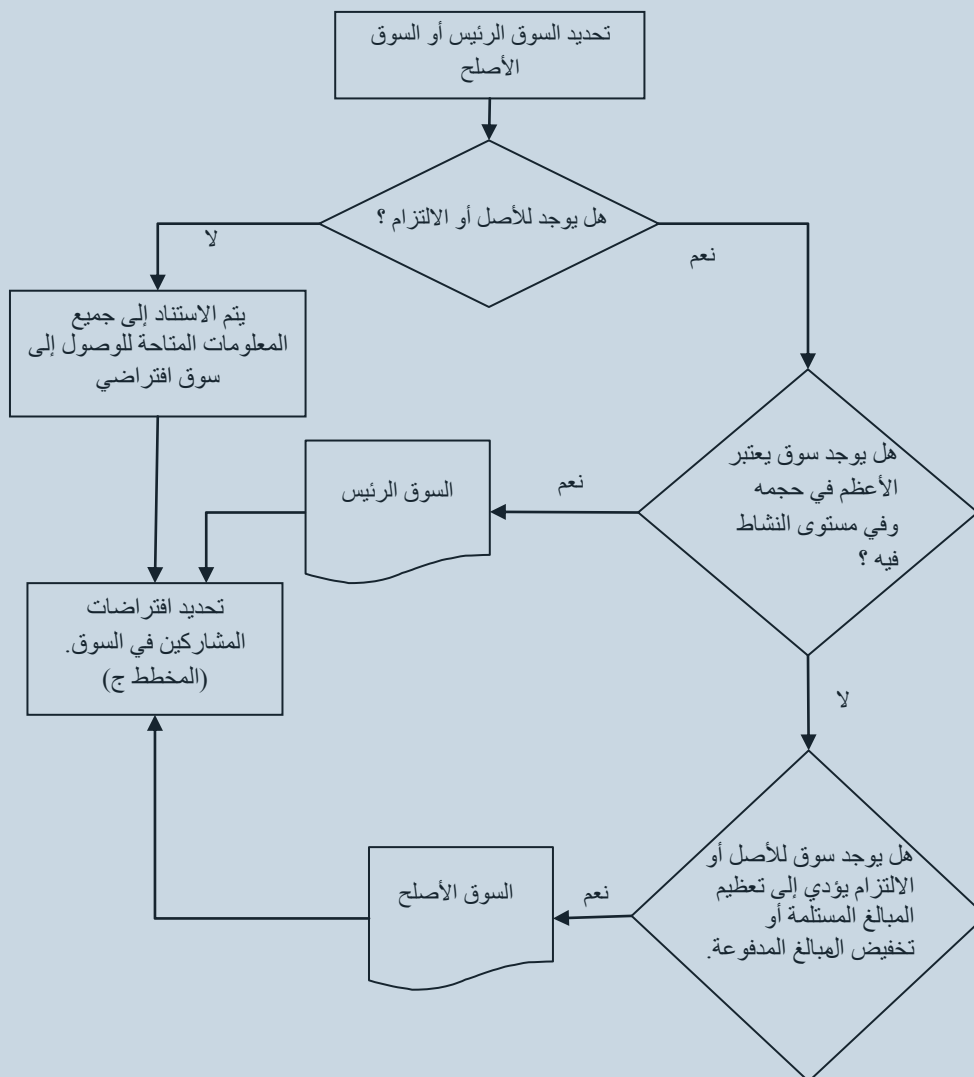 تحديد السوق الرئيس أو السوق
الأصلح
هل يوجد للأصل أو الالتزام ؟
لا
نعم
يتم الاستناد إلى جميع
المعلومات المتاحة للوصول إلى
سوق افتراضي
هل يوجد سوق يعتبر
الأعظم في حجمه
وفي مستوى النشاط
فيه ؟
نعم
السوق الرئيس
تحديد افتراضات
المشاركين في السوق.
(المخطط ج)
لا
هل يوجد سوق للأصل أو
الالتزام يؤدي إلى تعظيم
المبالغ المستلمة أو
تخفيض المبالغ المدفوعة.
نعم
السوق الأصلح